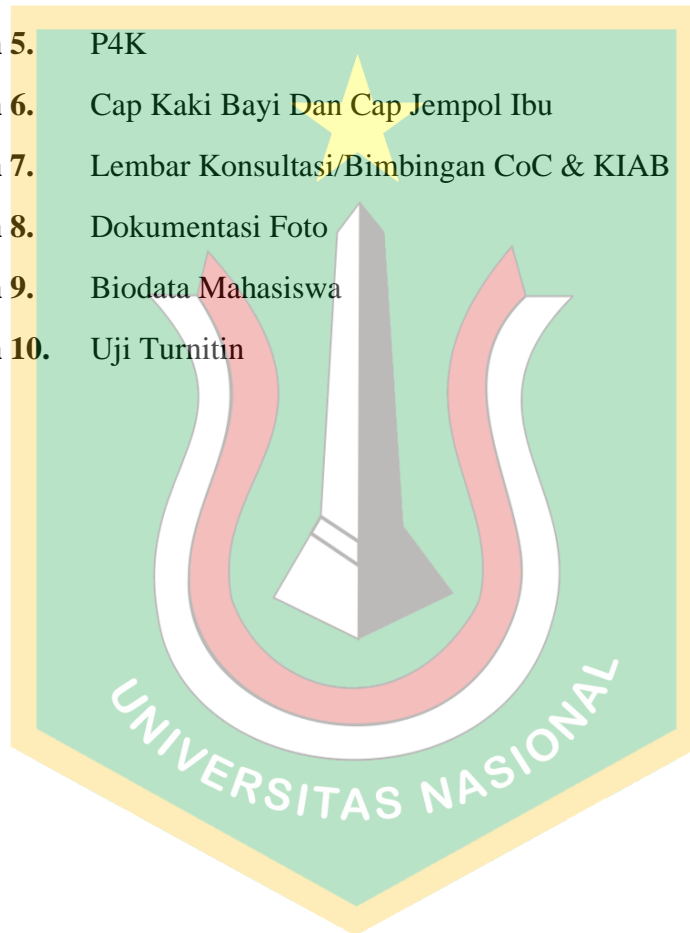 n 5. P4K
n 6. Cap Kaki Bayi Dan Cap Jempol Ibu
n 7. Lembar Konsultasi/Bimbingan CoC & KIAB
n 8. Dokumentasi Foto
n 9. Biodata Mahasiswa
n 10. Uji Turnitin
UNIVERSITAS NASIONAL